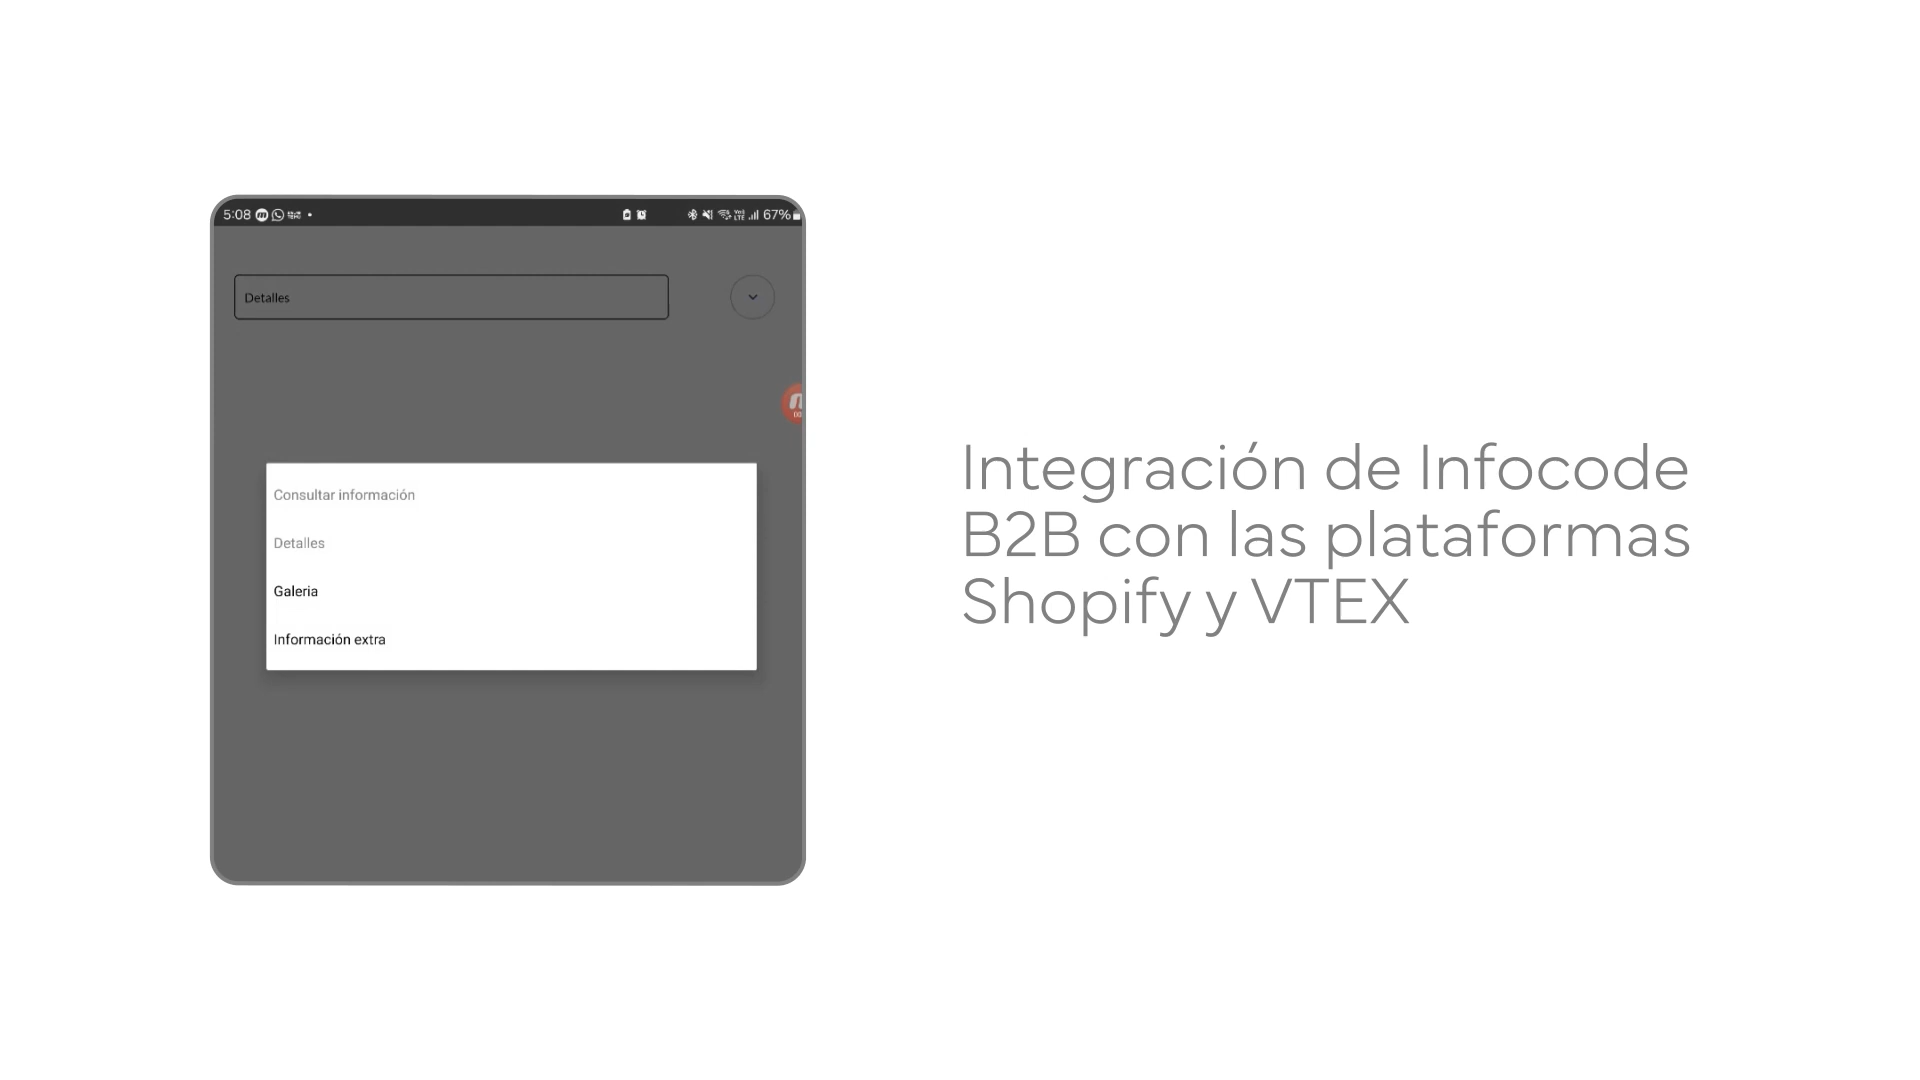 5:08
67%
Detalles
Consultar información
Detalles
Galeria
Información extra
Integración de Infocode
B2B con las plataformas
Shopify y VTEX